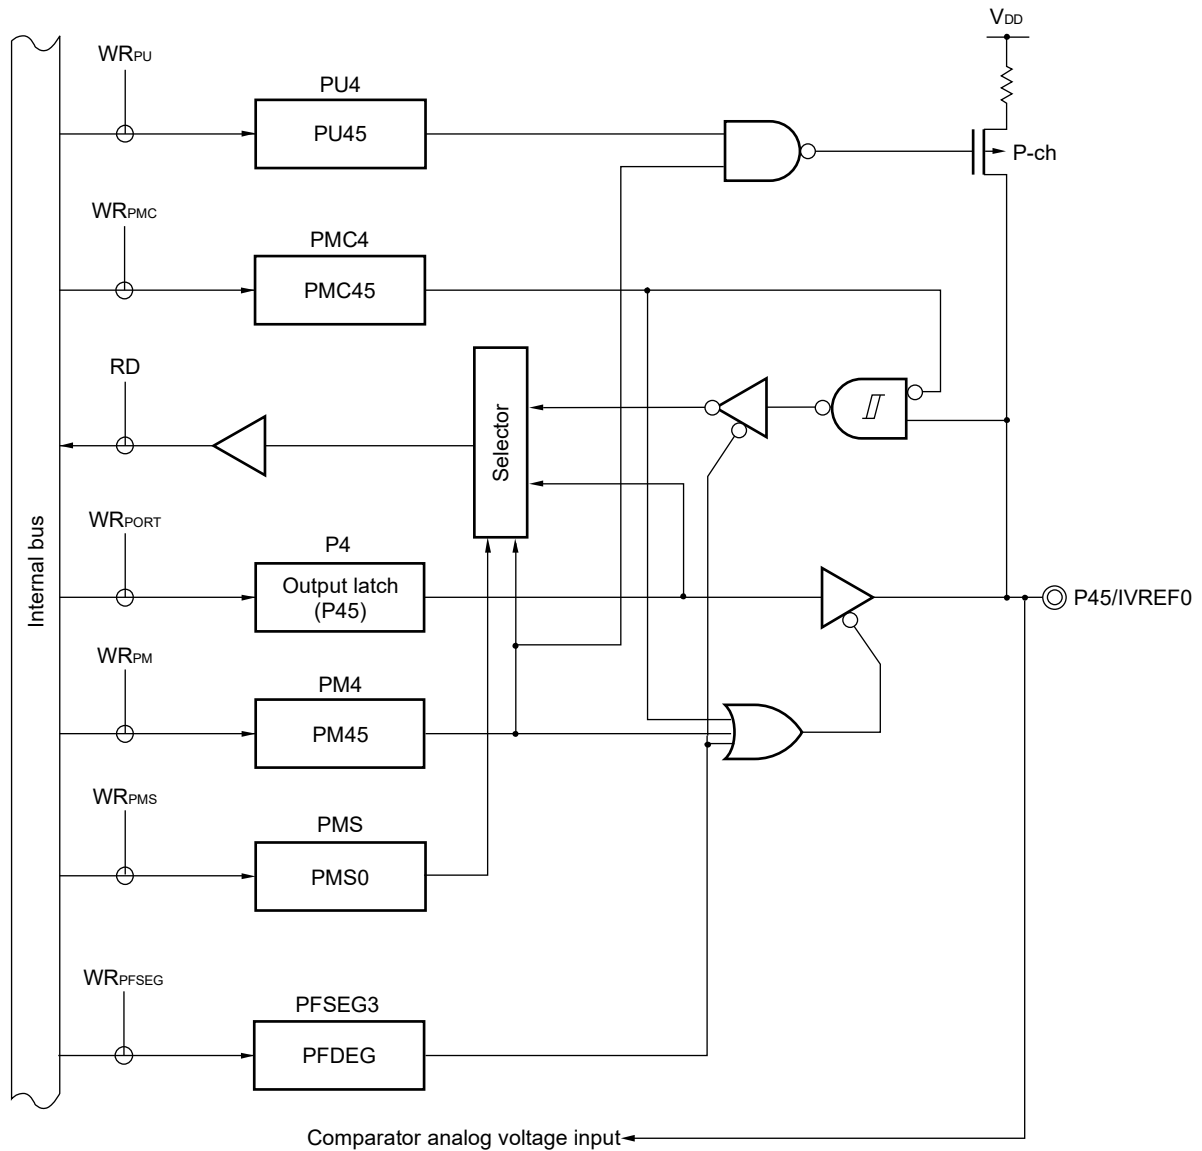 VDD
WRPU
PU4
PU45
P-ch
WRPMC
PMC4
PMC45
RD
Selector
Internal bus
WRPORT
P4
Output latch
(P45)
P45/IVREF0
WRPM
PM4
PM45
WRPMS
PMS
PMS0
WRPFSEG
PFSEG3
PFDEG
Comparator analog voltage input